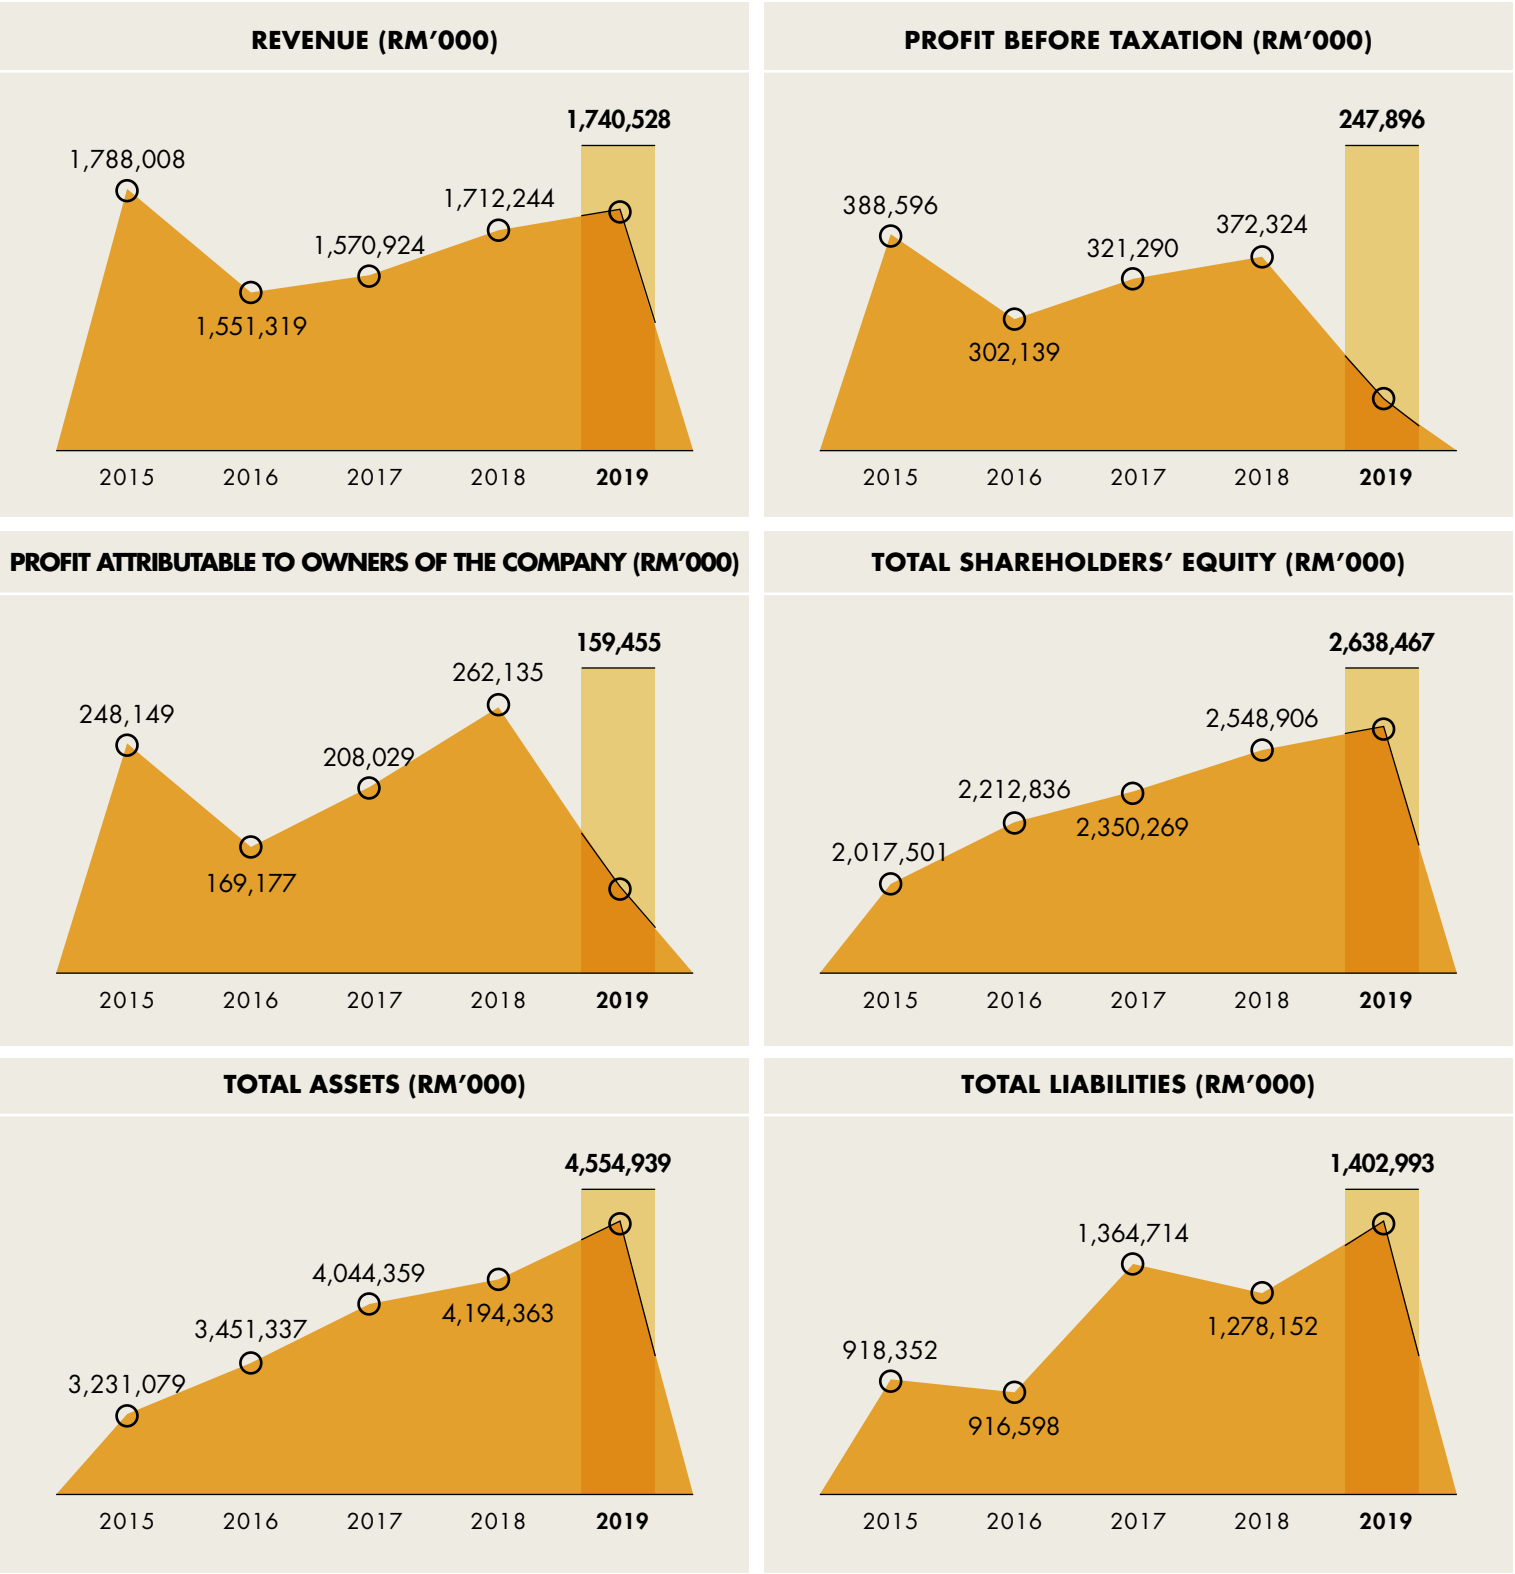 REVENUE (RM’000)
1,740,528
1,788,008
1,712,244
1,570,924
1,551,319
2015 2016 2017 2018 2019
PROFIT BEFORE TAXATION (RM’000)
247,896
388,596
372,324
321,290
302,139
2015 2016 2017 2018 2019
PROFIT ATTRIBUTABLE TO OWNERS OF THE COMPANY (RM’000)
159,455
262,135
248,149
208,029
169,177
2015 2016 2017 2018 2019
TOTAL SHAREHOLDERS’ EQUITY (RM’000)
2,638,467
2,548,906
2,212,836
2,350,269
2,017,501
2015 2016 2017 2018 2019
TOTAL ASSETS (RM’000)
4,554,939
4,044,359
4,194,363
3,451,337
3,231,079
2015 2016 2017 2018 2019
TOTAL LIABILITIES (RM’000)
1,402,993
1,364,714
1,278,152
918,352
916,598
2015 2016 2017 2018 2019